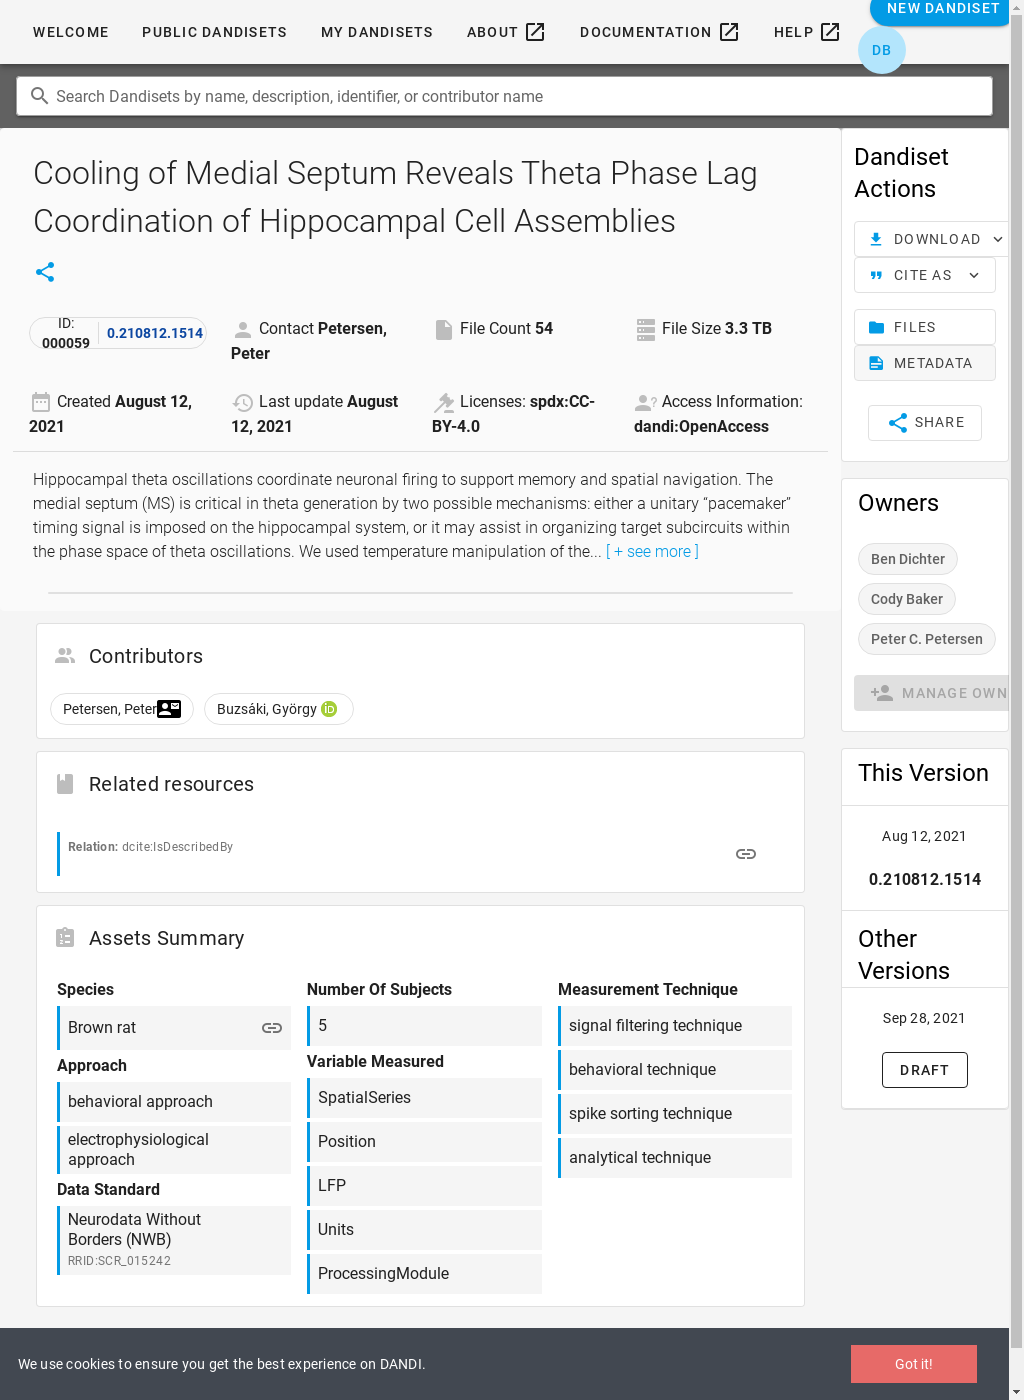 WELCOME PUBLIC DANDISETS MY DANDISETS ABOUT DOCUMENTATION HELP NEW DANDISET
DB
Search Dandisets by name, description, identifier, or contributor name
Cooling of Medial Septum Reveals Theta Phase Lag
Coordination of Hippocampal Cell Assemblies
ID:
000059
0.210812.1514
Contact Petersen,
Peter
File Count 54
File Size 3.3 TB
Created August 12,
2021
Last update August
12, 2021
Licenses: spdx:CC-
BY-4.0
Access Information:
dandi:OpenAccess
Hippocampal theta oscillations coordinate neuronal firing to support memory and spatial navigation. The
medial septum (MS) is critical in theta generation by two possible mechanisms: either a unitary “pacemaker”
timing signal is imposed on the hippocampal system, or it may assist in organizing target subcircuits within
the phase space of theta oscillations. We used temperature manipulation of the... [ + see more ]
Contributors
Petersen, Peter
Buzsáki, György
Related resources
Relation: dcite:IsDescribedBy
Assets Summary
Species
Brown rat
Approach
behavioral approach
electrophysiological
approach
Data Standard
Neurodata Without
Borders (NWB)
RRID:SCR_015242
Number Of Subjects
5
Variable Measured
SpatialSeries
Position
LFP
Units
ProcessingModule
Measurement Technique
signal filtering technique
behavioral technique
spike sorting technique
analytical technique
Dandiset
Actions
DOWNLOAD
CITE AS
FILES
METADATA
SHARE
Owners
Ben Dichter
Cody Baker
Peter C. Petersen
MANAGE OWN
This Version
Aug 12, 2021
0.210812.1514
Other
Versions
Sep 28, 2021
DRAFT
We use cookies to ensure you get the best experience on DANDI.
Got it!